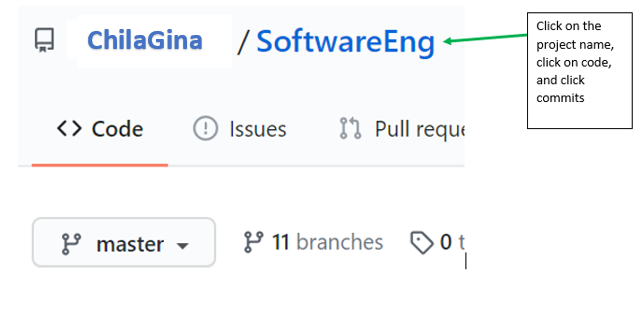 ChilaGina / SoftwareEng
Click on the
project name,
click on code,
and click
commits
Code Issues Pull reque
master 11 branches 0 t